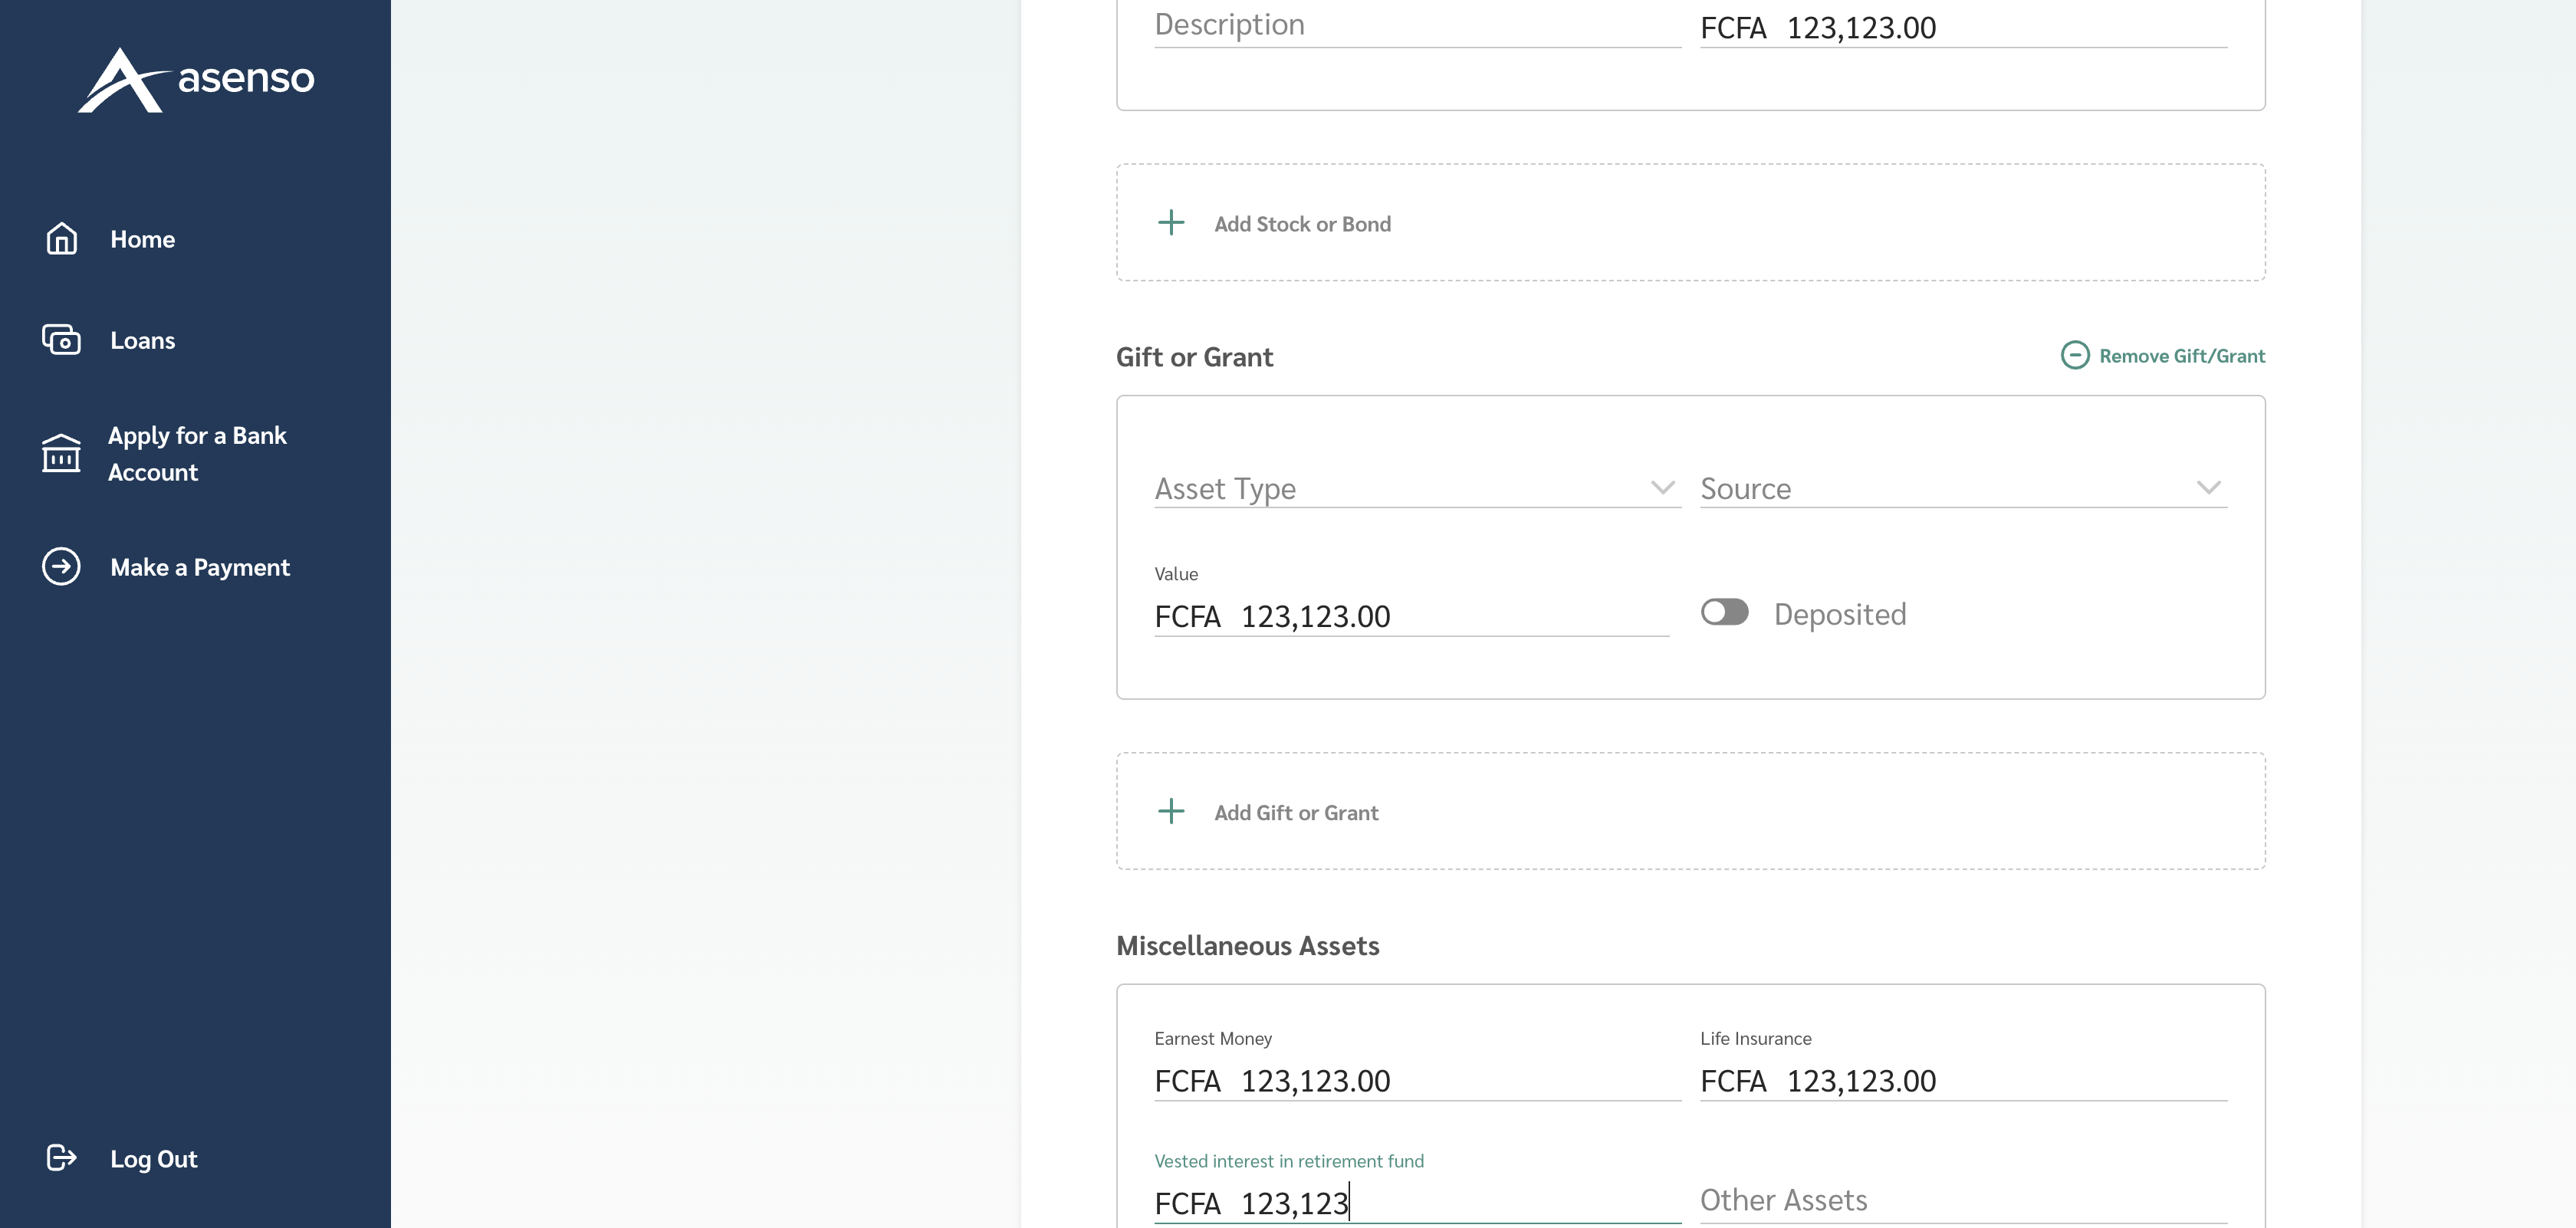 asenso
Home
Loans
Apply for a Bank
Account
Make a Payment
Log Out
Description
FCFA 123,123.00
Add Stock or Bond
Gift or Grant
Remove Gift/Grant
Asset Type
Source
Value
FCFA 123,123.00
Deposited
Add Gift or Grant
Miscellaneous Assets
Earnest Money
Life Insurance
FCFA 123,123.00
FCFA 123,123.00
Vested interest in retirement fund
FCFA 123,123
Other Assets